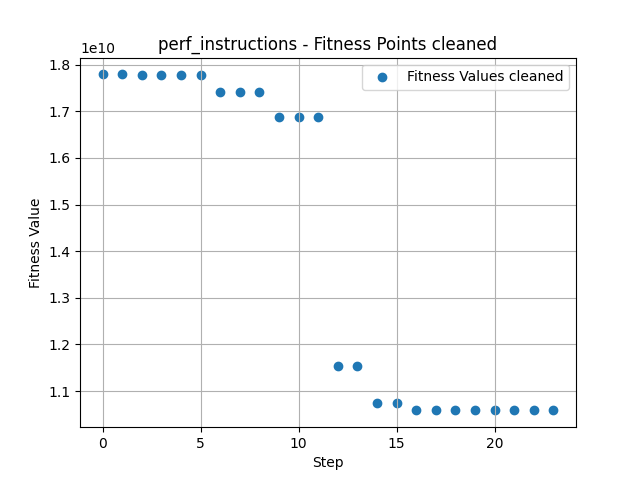 perf_instructions - Fitness Points cleaned
1e10
1.8
1.7
1.6
1.5
1.4
1.3
1.2
1.1
Fitness Value
Fitness Values cleaned
0 5 10 15 20
Step